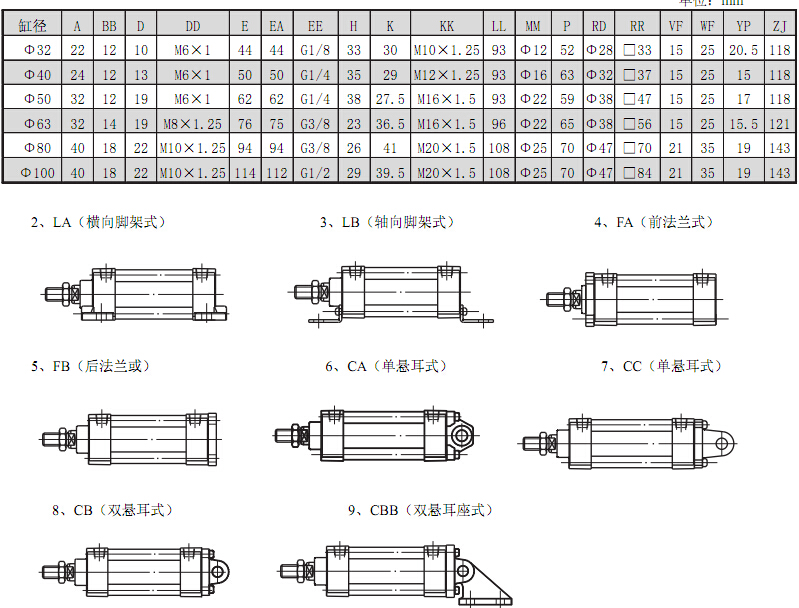 单位：mm
缸径 A BB D DD E EA EE H K KK LL MM P RD RR VF WF YP ZJ
Φ32 22 12 10 M6×1 44 44 G1/8 33 30 M10×1.25 93 Φ12 52 Φ28 □33 15 25 20.5 118
Φ40 24 12 13 M6×1 50 50 G1/4 35 29 M12×1.25 93 Φ16 63 Φ32 □37 15 25 15 118
Φ50 32 12 19 M6×1 62 62 G1/4 38 27.5 M16×1.5 93 Φ22 59 Φ38 □47 15 25 17 118
Φ63 32 14 19 M8×1.25 76 75 G3/8 23 36.5 M16×1.5 96 Φ22 65 Φ38 □56 15 25 15.5 121
Φ80 40 18 22 M10×1.25 94 94 G3/8 26 41 M20×1.5 108 Φ25 70 Φ47 □70 21 35 19 143
Φ100 40 18 22 M10×1.25 114 112 G1/2 29 39.5 M20×1.5 108 Φ25 70 Φ47 □84 21 35 19 143
2、LA（横向脚架式） 3、LB（轴向脚架式） 4、FA（前法兰式）
5、FB（后法兰或） 6、CA（单悬耳式） 7、CC（单悬耳式）
8、CB（双悬耳式） 9、CBB（双悬耳座式）